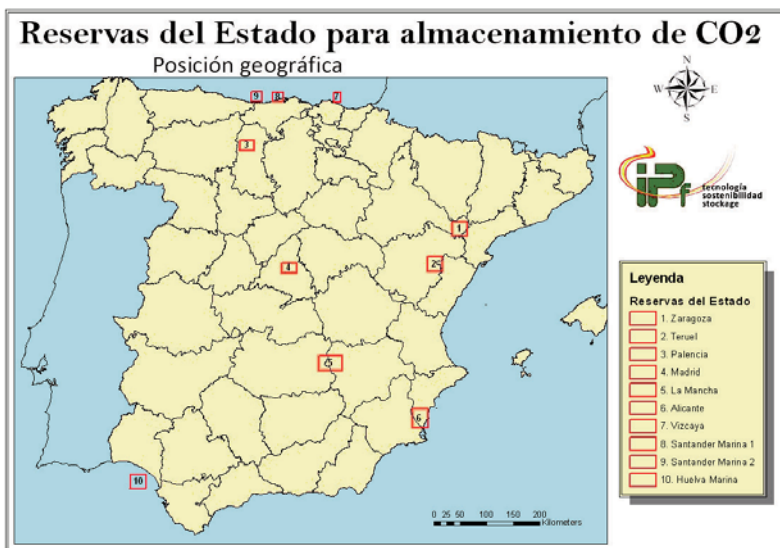 Reservas del Estado para almacenamiento de CO2
Posición geográfica
N
W E
S
iPf
tecnología
sostenibilidad
stockage
9 8 7
3
1
2
4
5
6
10
Leyenda
Reservas del Estado
1. Zaragoza
2. Teruel
3. Palencia
4. Madrid
5. La Mancha
6. Alicante
7. Vizcaya
8. Santander Marina 1
9. Santander Marina 2
10. Huelva Marina
0 25 50 100 150 200
Kilometers